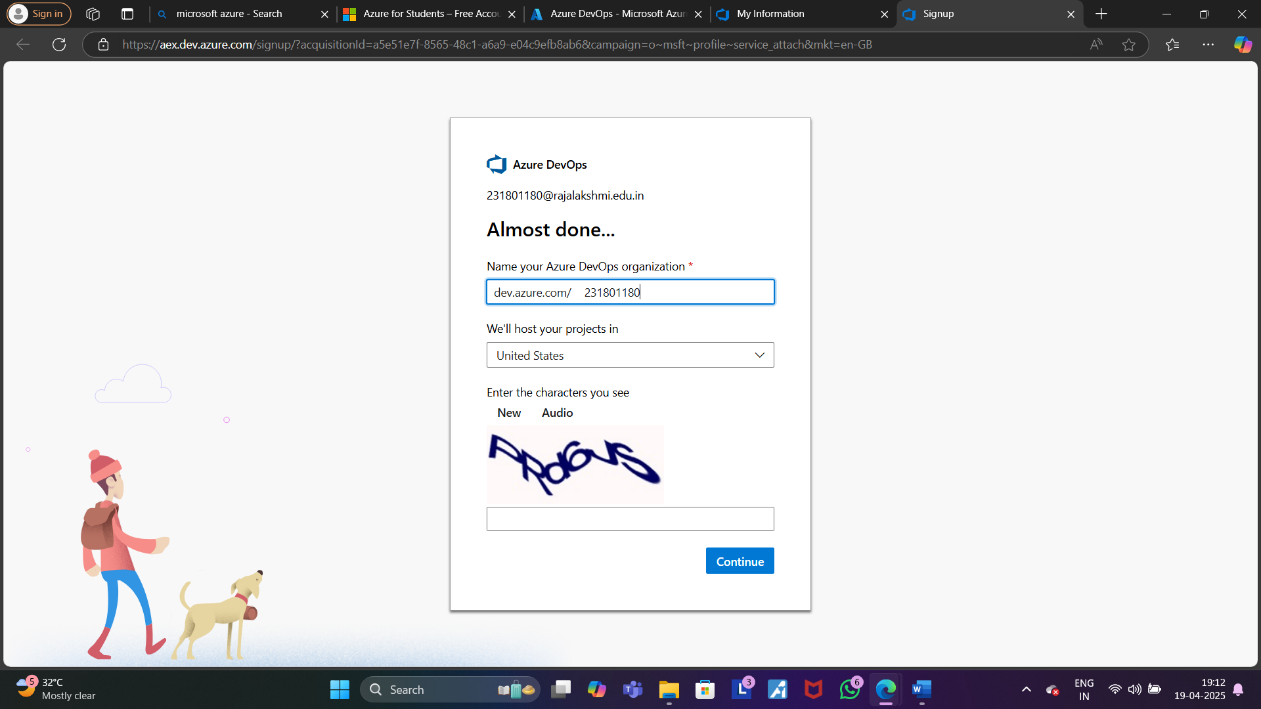 Sign in
microsoft azure - Search
Azure for Students – Free Accou
Azure DevOps - Microsoft Azur
My Information
Signup
https://aex.dev.azure.com/signup/?acquisitionId=a5e51e7f-8565-48c1-a6a9-e04c9efb8ab6&campaign=o~msft~profile~service_attach&mkt=en-GB
Azure DevOps
231801180@rajalakshmi.edu.in
Almost done...
Name your Azure DevOps organization *
dev.azure.com/ 231801180
We'll host your projects in
United States
Enter the characters you see
New Audio
Continue
5
32°C
Mostly clear
Search
3
6
ENG
IN
19:12
19-04-2025